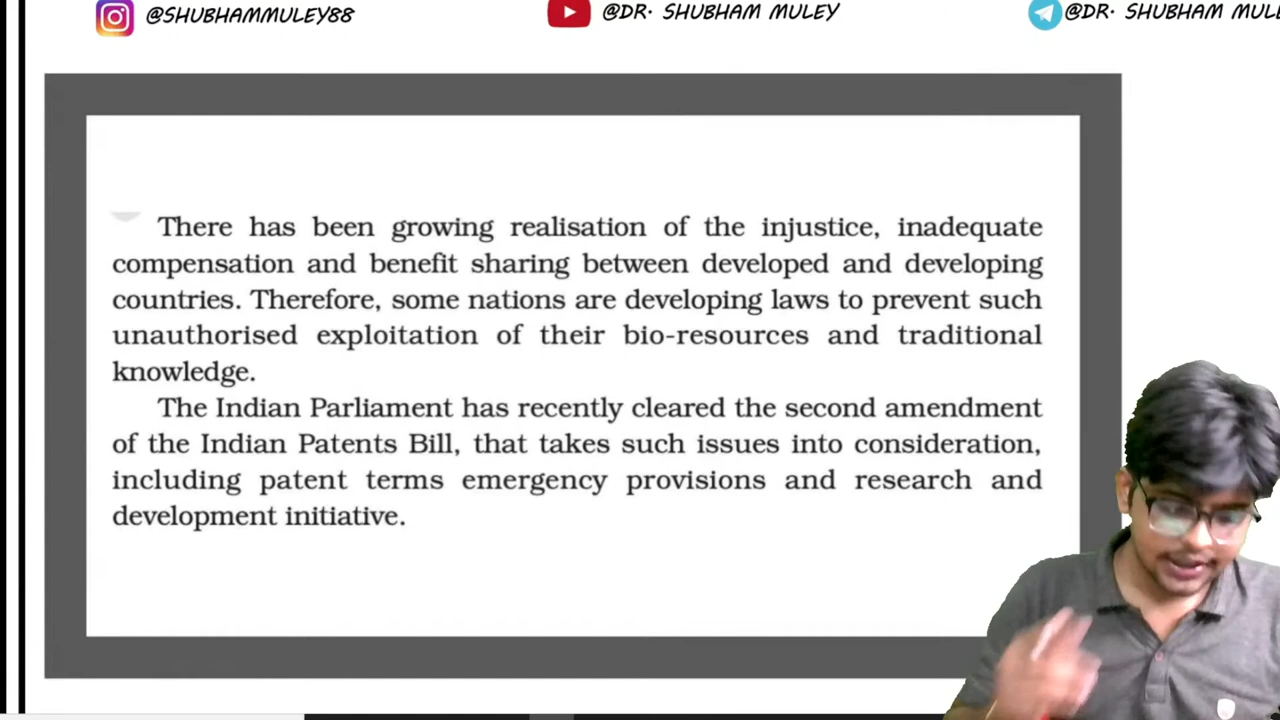 @SHUBHAMMULEY88 @DR. SHUBHAM MULEY @DR. SHUBHAM MUL
There has been growing realisation of the injustice, inadequate
compensation and benefit sharing between developed and developing
countries. Therefore, some nations are developing laws to prevent such
unauthorised exploitation of their bio-resources and traditional
knowledge.
The Indian Parliament has recently cleared the second amendment
of the Indian Patents Bill, that takes such issues into consideration,
including patent terms emergency provisions and research and
development initiative.